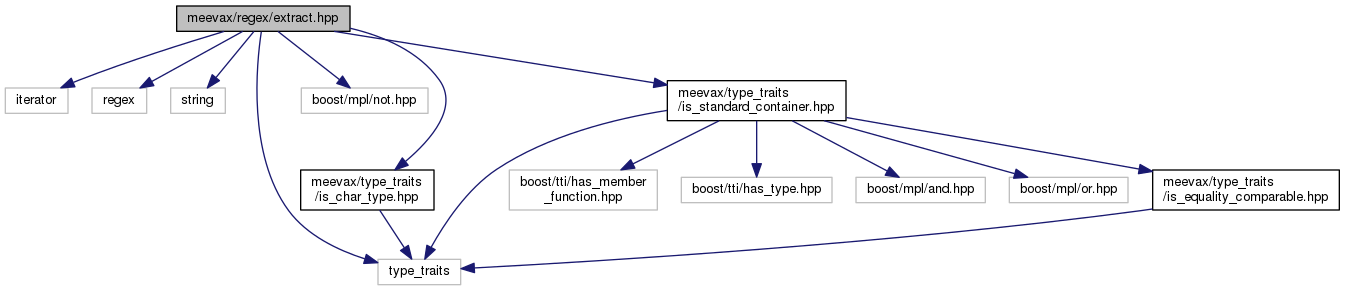 meevax/regex/extract.hpp
iterator
regex
string
boost/mpl/not.hpp
meevax/type_traits
/is_standard_container.hpp
meevax/type_traits
/is_char_type.hpp
boost/tti/has_member
_function.hpp
boost/tti/has_type.hpp
boost/mpl/and.hpp
boost/mpl/or.hpp
meevax/type_traits
/is_equality_comparable.hpp
type_traits